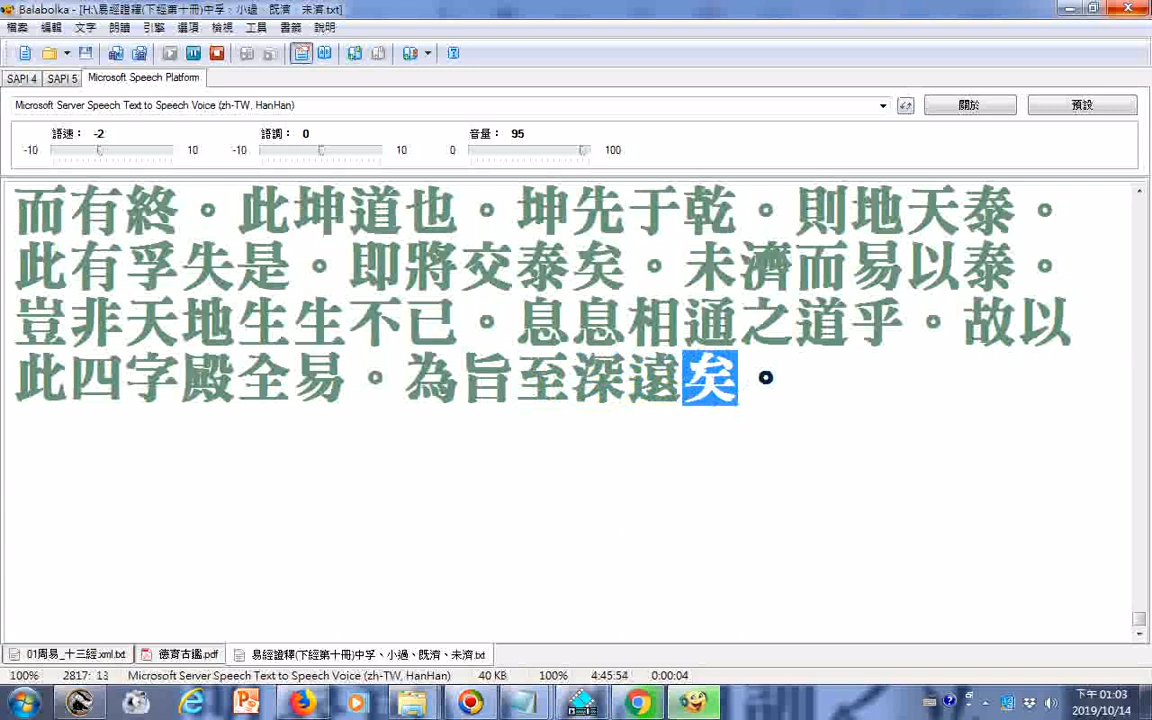 Balabolka - [H:\易經證釋(下經第十冊)中孚、小過、既濟、未濟.txt]
檔案 編輯 文字 朗讀 引擎 選項 檢視 工具 書籤 說明
SAPI 4 SAPI 5 Microsoft Speech Platform
Microsoft Server Speech Text to Speech Voice (zh-TW, HanHan) 關於 預設
語速： -2 語調： 0 音量： 95
-10 10 -10 10 0 100
而有終。此坤道也。坤先于乾。則地天泰。
此有孚失是。即將交泰矣。未濟而易以泰。
豈非天地生生不已。息息相通之道乎。故以
此四字殿全易。為旨至深遠矣。
01周易_十三經.xml.txt 德育古鑑.pdf 易經證釋(下經第十冊)中孚、小過、既濟、未濟.txt
100% 2817: 13 Microsoft Server Speech Text to Speech Voice (zh-TW, HanHan) 40 KB 100% 4:45:54 0:00:04
下午 01:03
2019/10/14